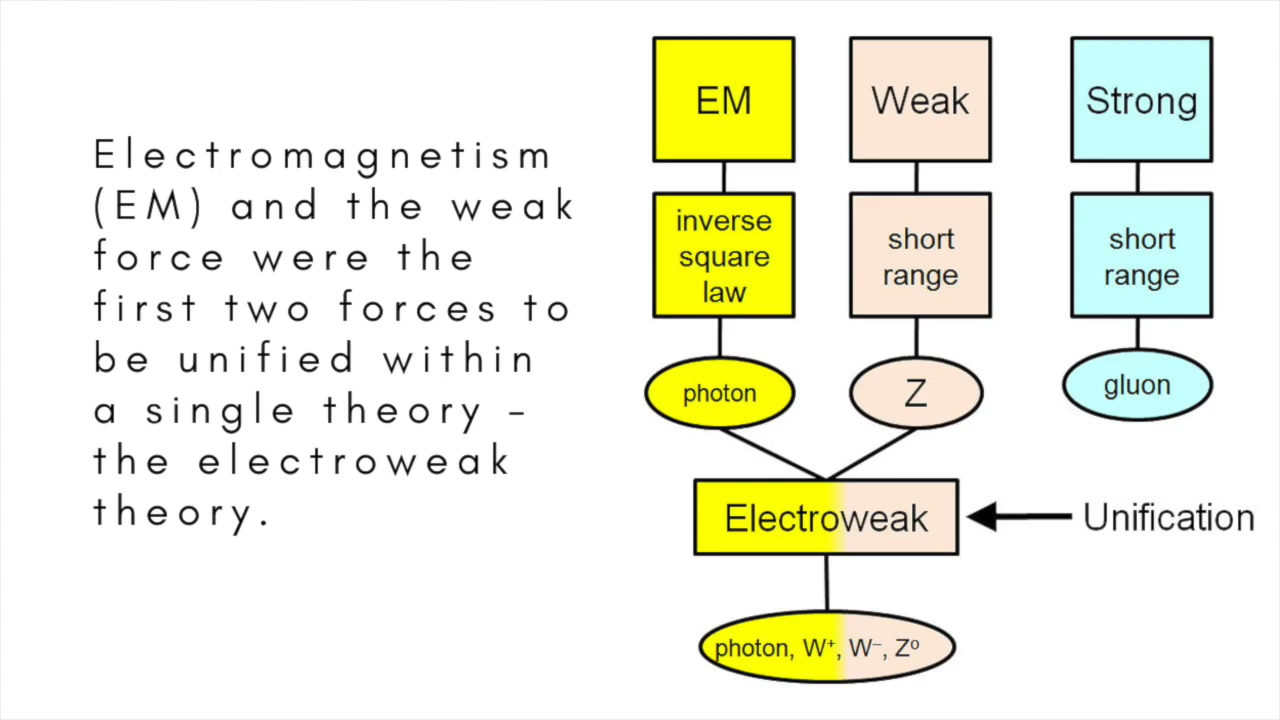 Electromagnetism
(EM) and the weak
force were the
first two forces to
be unified within
a single theory –
the electroweak
theory.
EM
Weak
Strong
inverse
square
law
short
range
short
range
photon
Z
gluon
Electroweak
Unification
photon, W⁺, W⁻, Z⁰